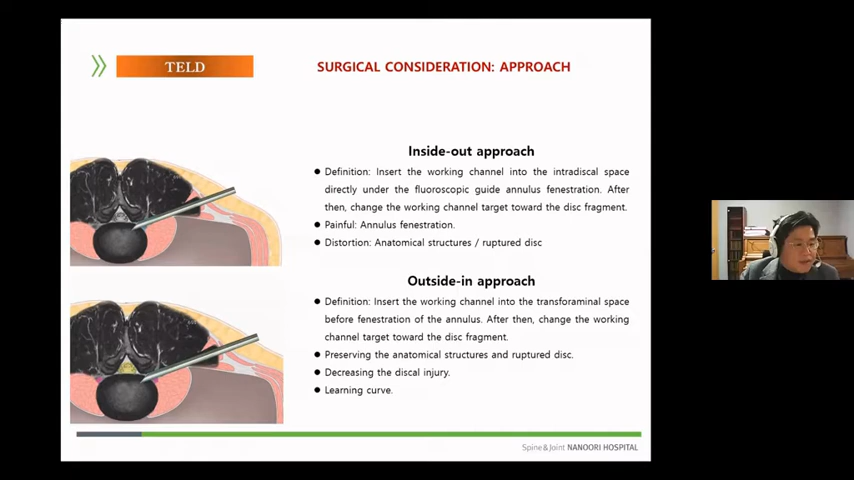 TELD
SURGICAL CONSIDERATION: APPROACH
Inside-out approach
Definition: Insert the working channel into the intradiscal space
directly under the fluoroscopic guide annulus fenestration. After
then, change the working channel target toward the disc fragment.
Painful: Annulus fenestration.
Distortion: Anatomical structures / ruptured disc
Outside-in approach
Definition: Insert the working channel into the transforaminal space
before fenestration of the annulus. After then, change the working
channel target toward the disc fragment.
Preserving the anatomical structures and ruptured disc.
Decreasing the discal injury.
Learning curve.
Spine & Joint NANOORI HOSPITAL